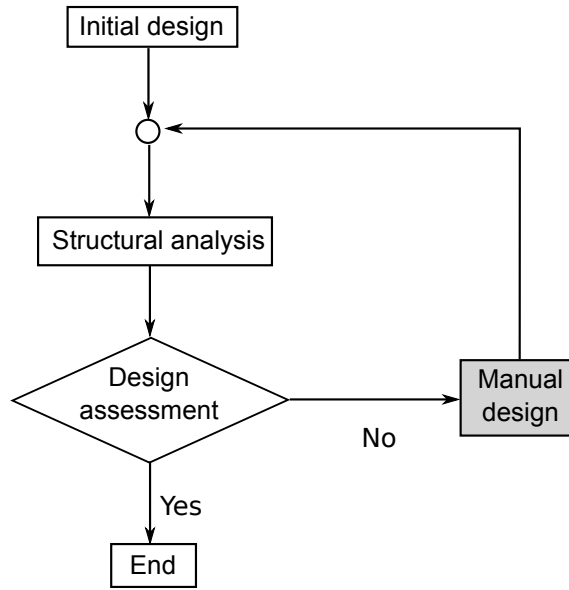 Initial design
Structural analysis
Design
assessment
Manual
design
No
Yes
End